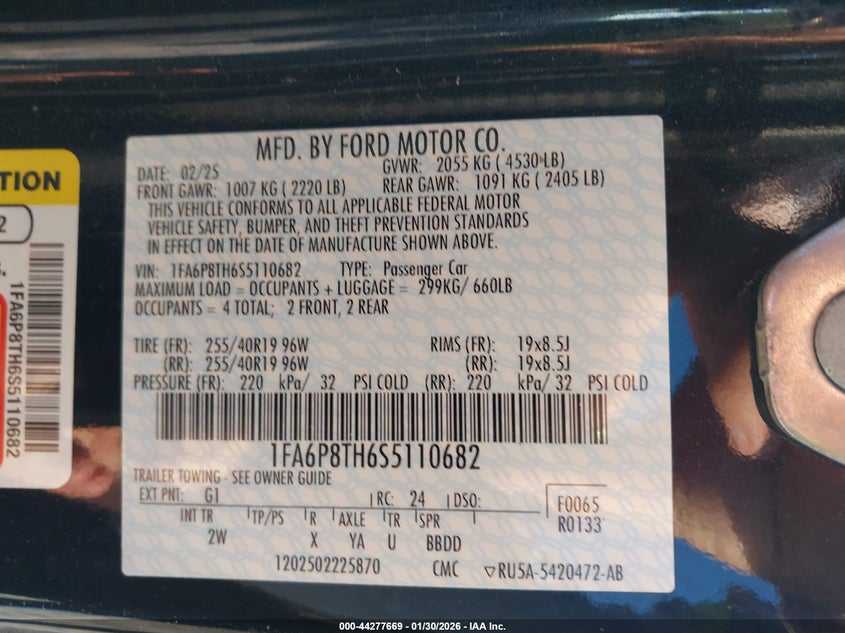 MFD. BY FORD MOTOR CO.
DATE: 02/25 GVWR: 2055 KG ( 4530 LB)
FRONT GAWR: 1007 KG ( 2220 LB) REAR GAWR: 1091 KG ( 2405 LB)
THIS VEHICLE CONFORMS TO ALL APPLICABLE FEDERAL MOTOR
VEHICLE SAFETY, BUMPER, AND THEFT PREVENTION STANDARDS
IN EFFECT ON THE DATE OF MANUFACTURE SHOWN ABOVE.
VIN: 1FA6P8TH6S5110682 TYPE: Passenger Car
MAXIMUM LOAD = OCCUPANTS + LUGGAGE = 299KG/ 660LB
OCCUPANTS = 4 TOTAL; 2 FRONT, 2 REAR
TIRE (FR): 255/40R19 96W RIMS (FR): 19x8.5J
(RR): 255/40R19 96W (RR): 19x8.5J
PRESSURE (FR): 220 kPa/ 32 PSI COLD (RR): 220 kPa/ 32 PSI COLD
1FA6P8TH6S5110682
TRAILER TOWING - SEE OWNER GUIDE
EXT PNT: G1 RC: 24 DSO: F0065
R0133
INT TR TP/PS R AXLE TR SPR
2W X YA U BBDD
1202502225870 CMC ▽RU5A-5420472-AB
TION
2
1FA6P8TH6S5110682
000-44277669 - 01/30/2026 - IAA Inc.